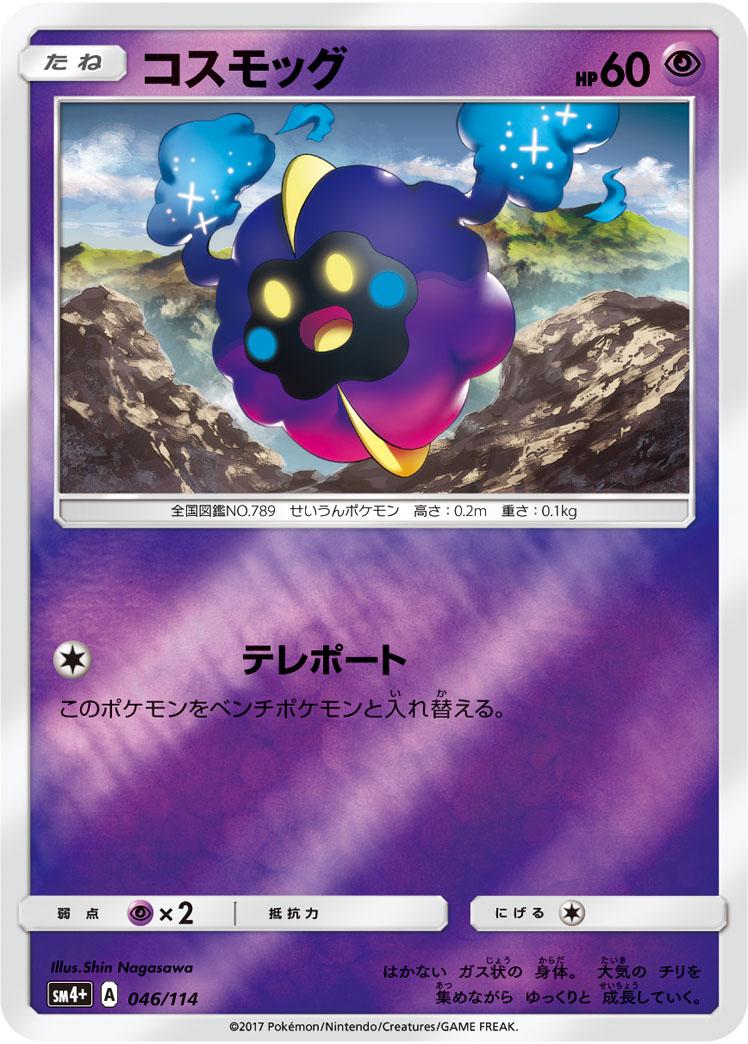 たね コスモッグ HP60
全国図鑑NO.789 せいうんポケモン 高さ:0.2m 重さ:0.1kg
テレポート
このポケモンをベンチポケモンと入れ替える。
弱点 ×2 抵抗力 にげる
Illus.Shin Nagasawa
はかない ガス状の 身体。 大気の チリを
集めながら ゆっくりと 成長していく。
SM4+ A 046/114
©2017 Pokémon/Nintendo/Creatures/GAME FREAK.